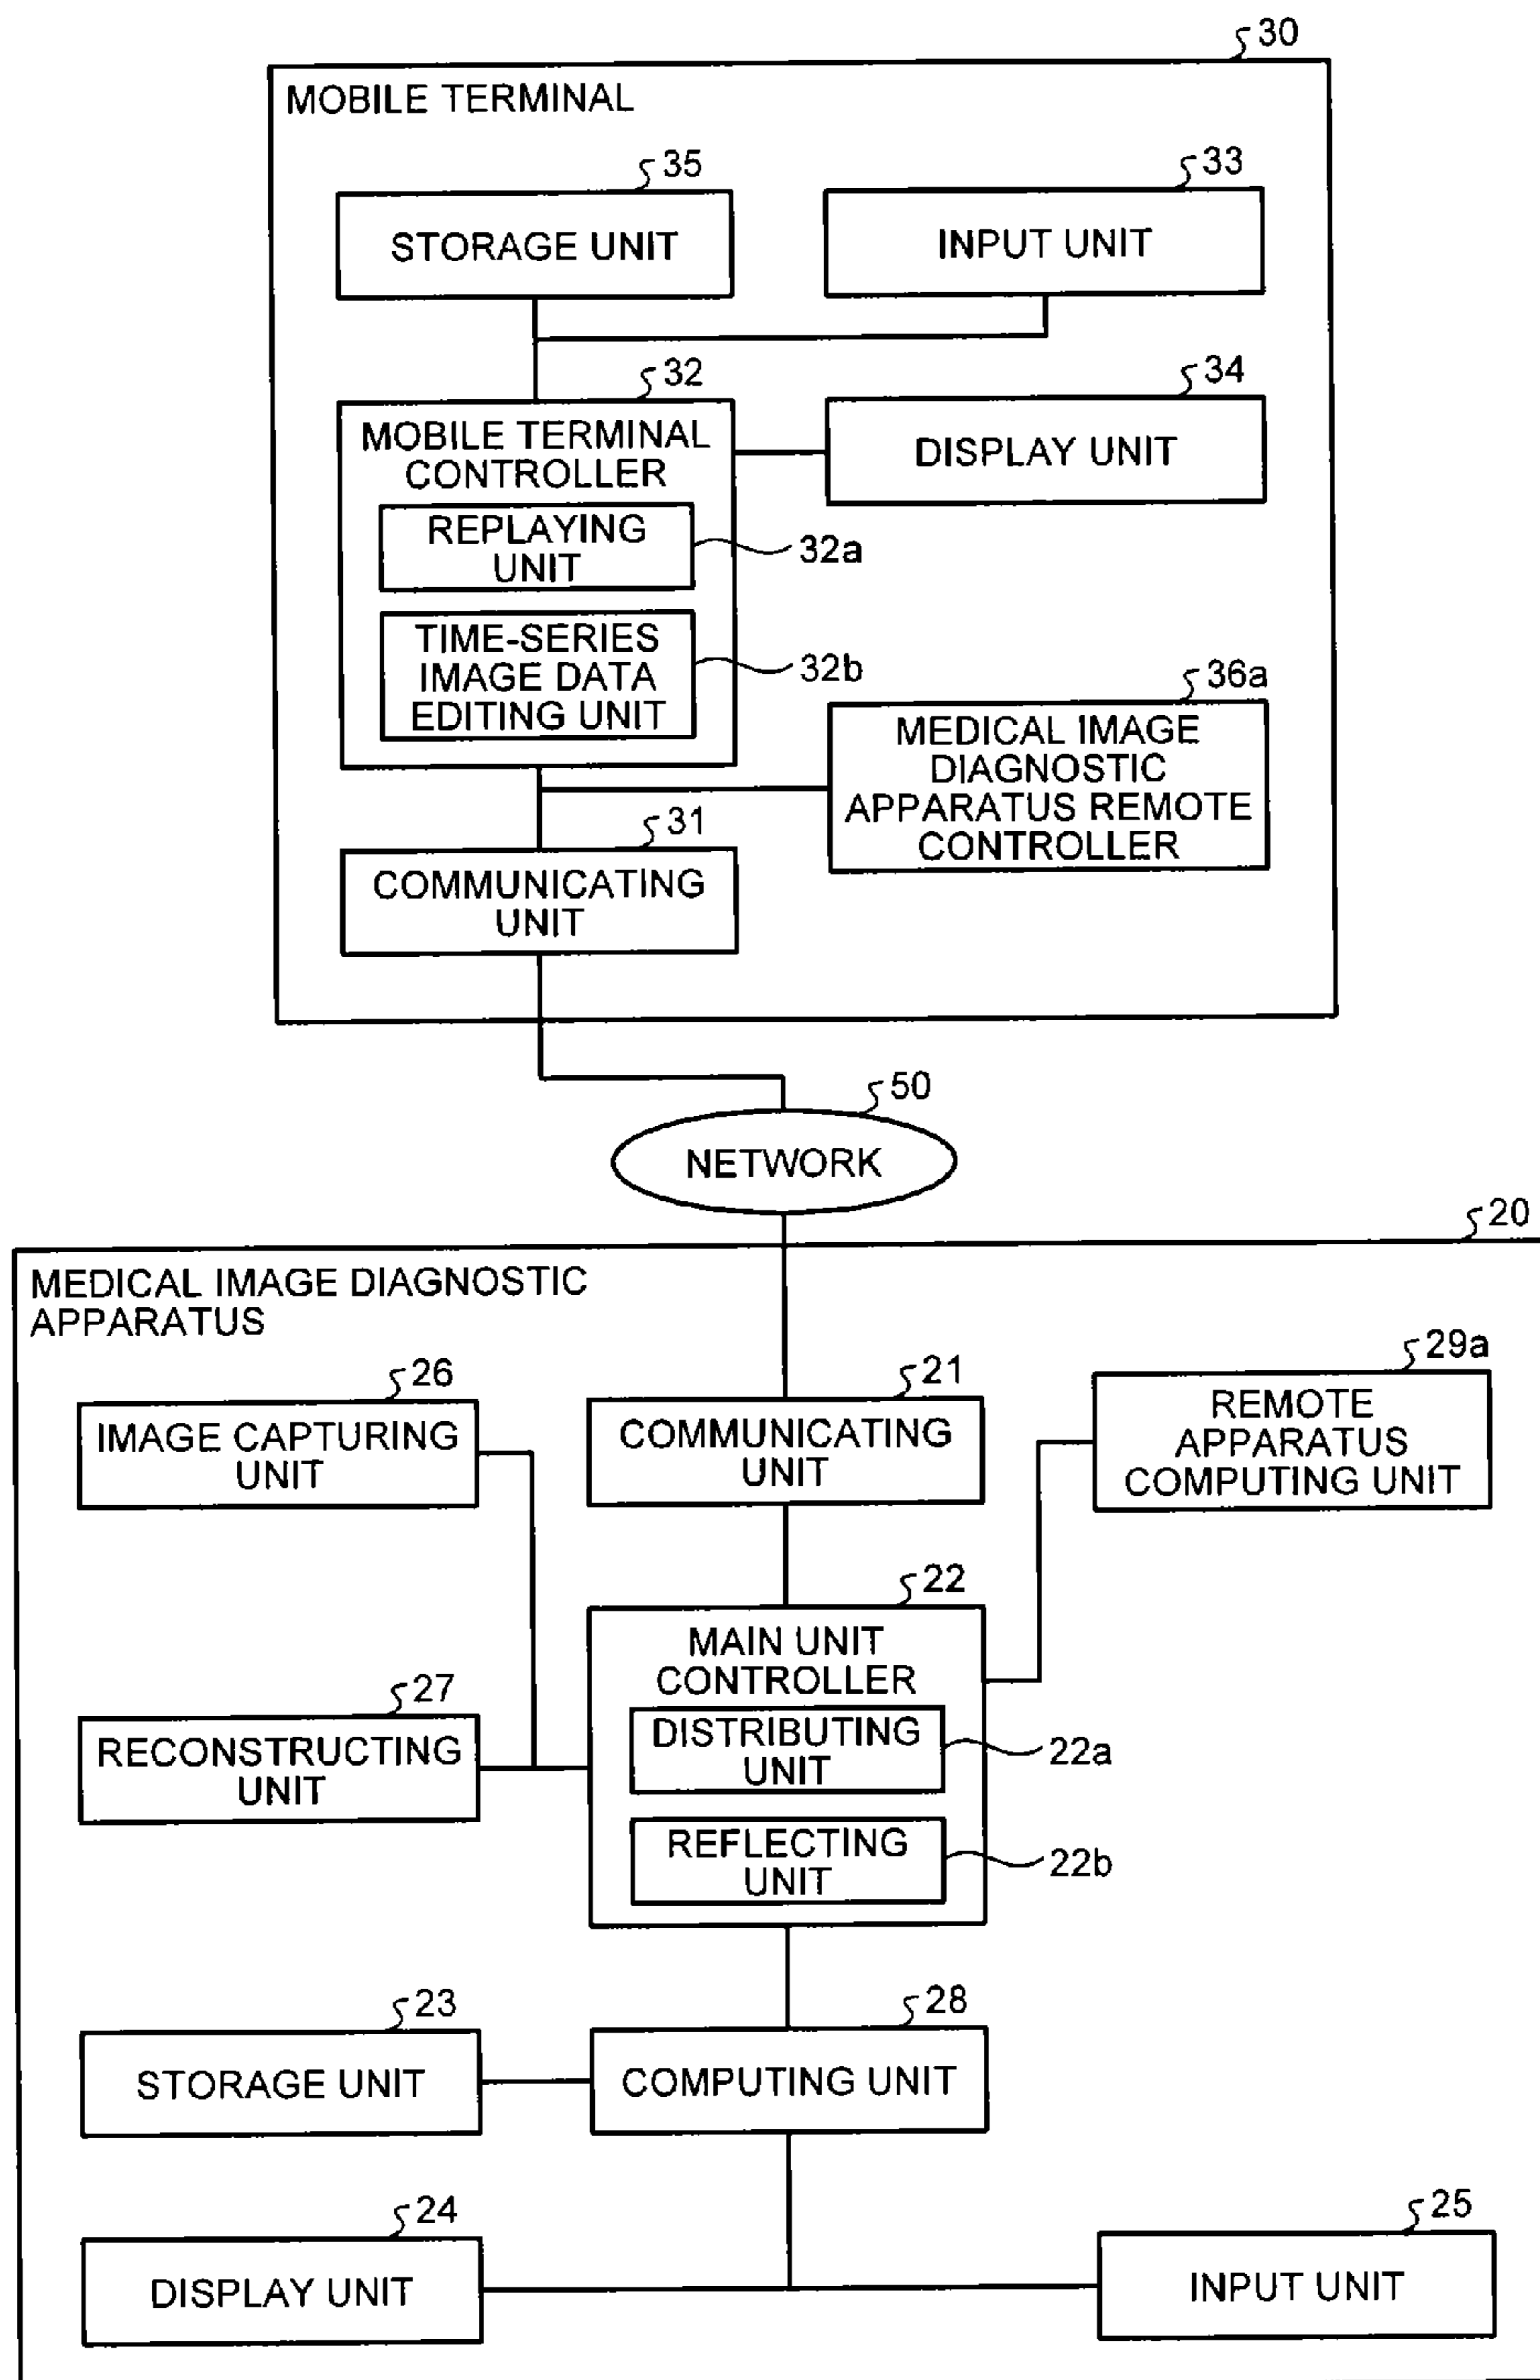 30
MOBILE TERMINAL
35
33
STORAGE UNIT
INPUT UNIT
32
34
MOBILE TERMINAL
CONTROLLER
DISPLAY UNIT
REPLAYING
UNIT
32a
TIME-SERIES
IMAGE DATA
EDITING UNIT
32b
36a
MEDICAL IMAGE
DIAGNOSTIC
APPARATUS REMOTE
CONTROLLER
31
COMMUNICATING
UNIT
50
NETWORK
20
MEDICAL IMAGE DIAGNOSTIC
APPARATUS
26
21
29a
IMAGE CAPTURING
UNIT
COMMUNICATING
UNIT
REMOTE
APPARATUS
COMPUTING UNIT
22
MAIN UNIT
CONTROLLER
27
RECONSTRUCTING
UNIT
DISTRIBUTING
UNIT
22a
REFLECTING
UNIT
22b
23
28
STORAGE UNIT
COMPUTING UNIT
24
25
DISPLAY UNIT
INPUT UNIT